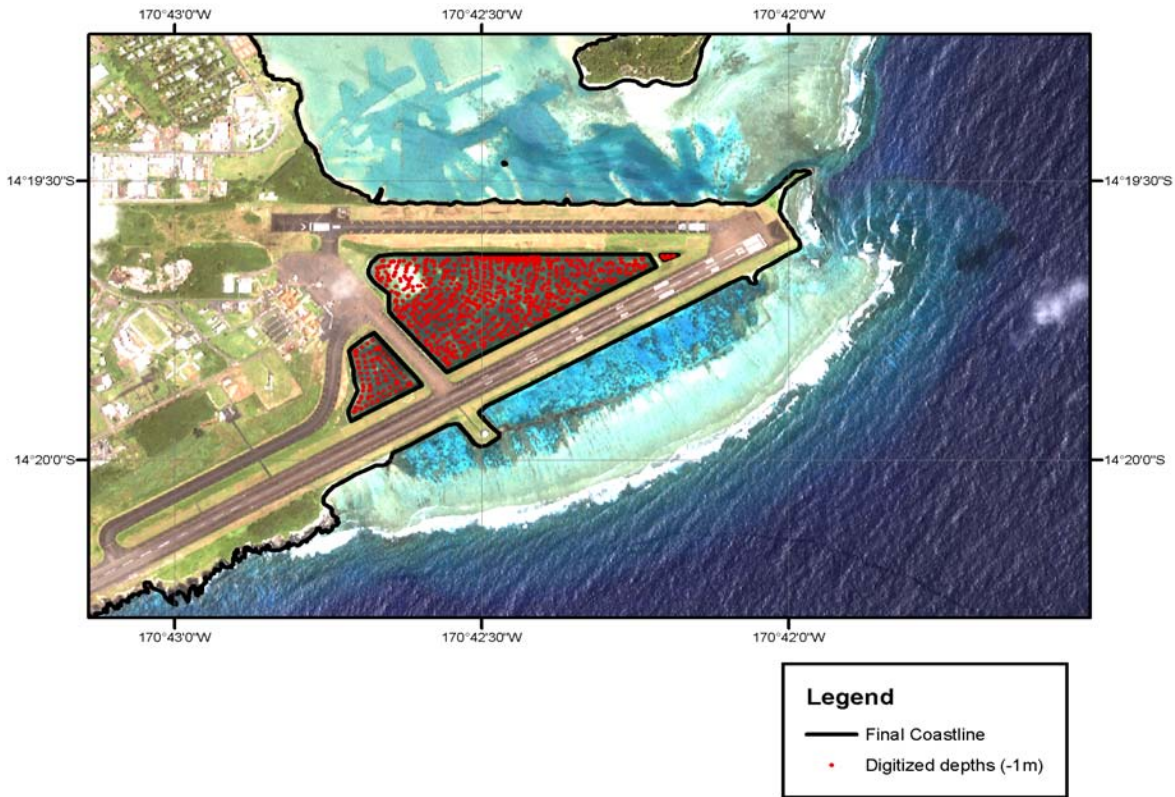 170°43'0"W 170°42'30"W 170°42'0"W
14°19'30"S 14°19'30"S
14°20'0"S 14°20'0"S
170°43'0"W 170°42'30"W 170°42'0"W
Legend
Final Coastline
Digitized depths (-1m)